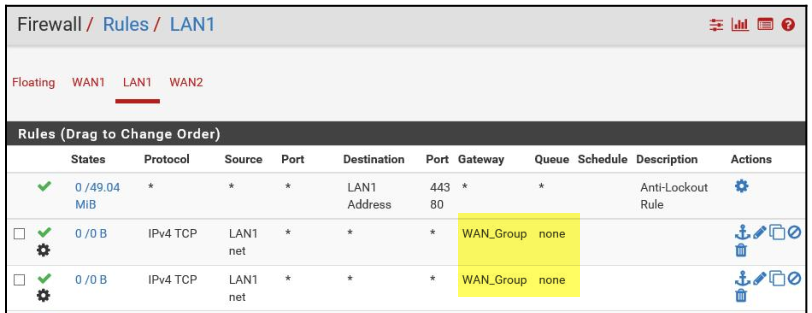 Firewall / Rules / LAN1
Floating WAN1 LAN1 WAN2
Rules (Drag to Change Order)
States Protocol Source Port Destination Port Gateway Queue Schedule Description Actions
0 /49.04 * * * LAN1 443 * * Anti-Lockout
MiB Address 80 Rule
0 /0 B IPv4 TCP LAN1 * * * WAN_Group none
net
0 /0 B IPv4 TCP LAN1 * * * WAN_Group none
net